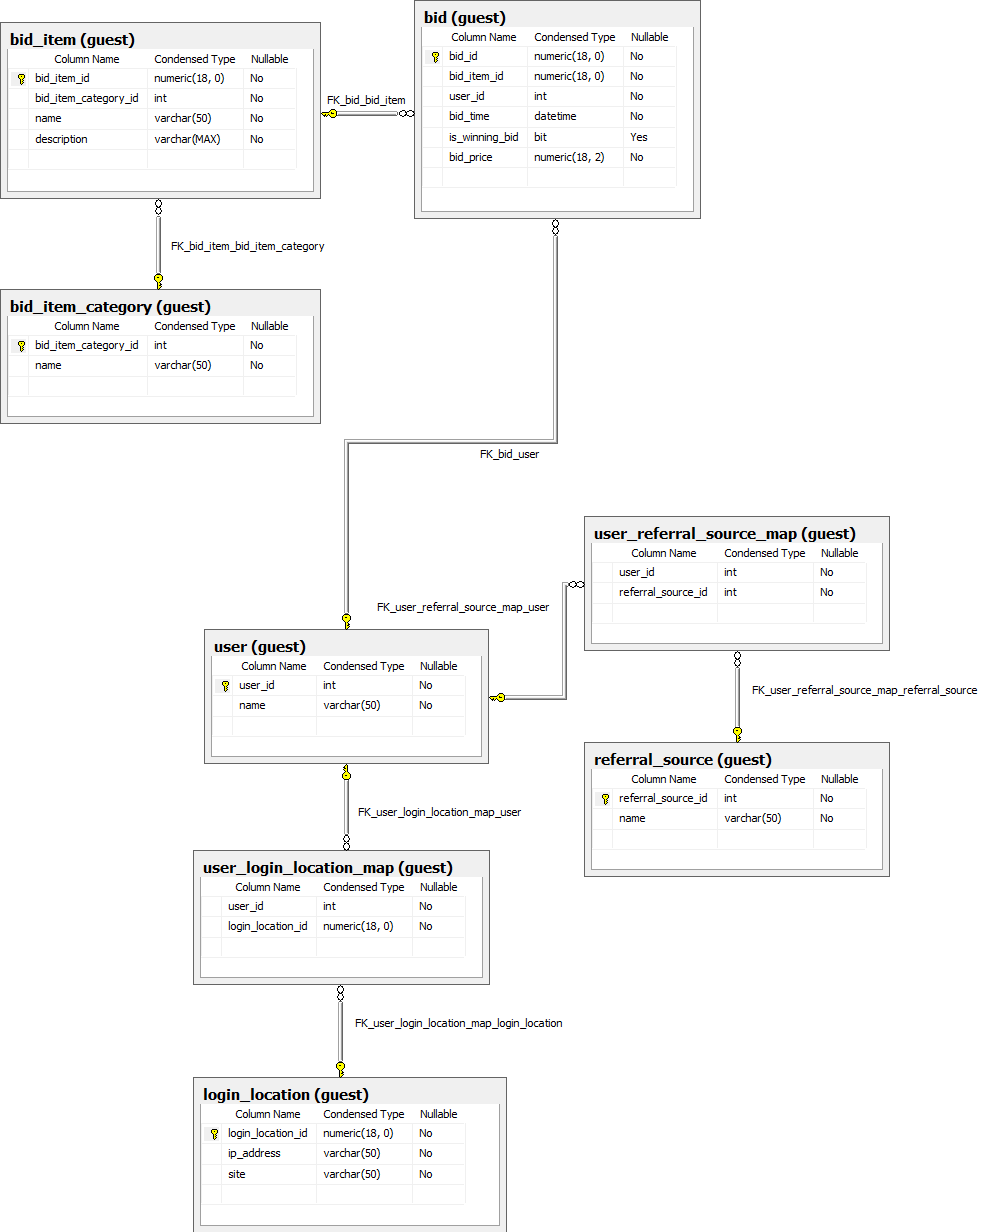 bid_item (guest)
Column Name Condensed Type Nullable
bid_item_id numeric(18, 0) No
bid_item_category_id int No
name varchar(50) No
description varchar(MAX) No
bid (guest)
Column Name Condensed Type Nullable
bid_id numeric(18, 0) No
bid_item_id numeric(18, 0) No
user_id int No
bid_time datetime No
is_winning_bid bit Yes
bid_price numeric(18, 2) No
FK_bid_bid_item
FK_bid_item_bid_item_category
bid_item_category (guest)
Column Name Condensed Type Nullable
bid_item_category_id int No
name varchar(50) No
FK_bid_user
user_referral_source_map (guest)
Column Name Condensed Type Nullable
user_id int No
referral_source_id int No
FK_user_referral_source_map_user
user (guest)
Column Name Condensed Type Nullable
user_id int No
name varchar(50) No
FK_user_referral_source_map_referral_source
referral_source (guest)
Column Name Condensed Type Nullable
referral_source_id int No
name varchar(50) No
FK_user_login_location_map_user
user_login_location_map (guest)
Column Name Condensed Type Nullable
user_id int No
login_location_id numeric(18, 0) No
FK_user_login_location_map_login_location
login_location (guest)
Column Name Condensed Type Nullable
login_location_id numeric(18, 0) No
ip_address varchar(50) No
site varchar(50) No